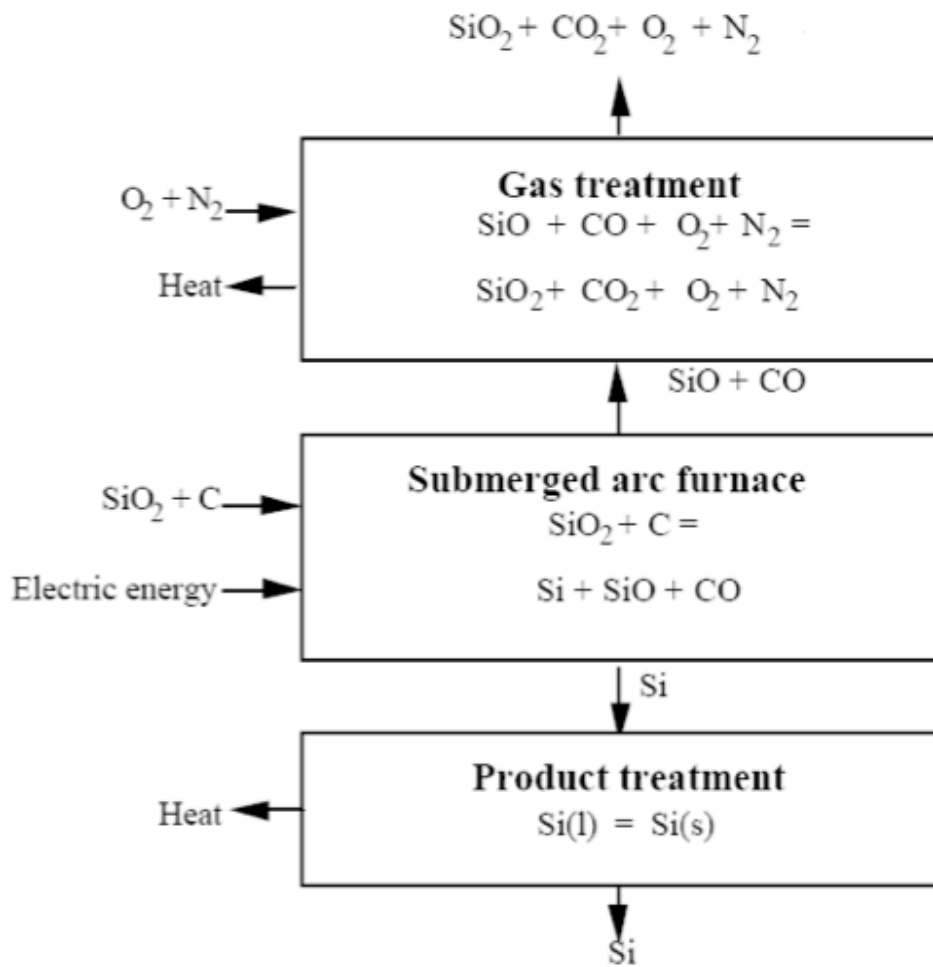 SiO₂ + CO₂+ O₂ + N₂
Gas treatment
O₂ + N₂
SiO + CO + O₂+ N₂ =
Heat
SiO₂+ CO₂+ O₂ + N₂
SiO + CO
Submerged arc furnace
SiO₂ + C
SiO₂ + C =
Electric energy
Si + SiO + CO
Si
Product treatment
Heat
Si(l) = Si(s)
Si